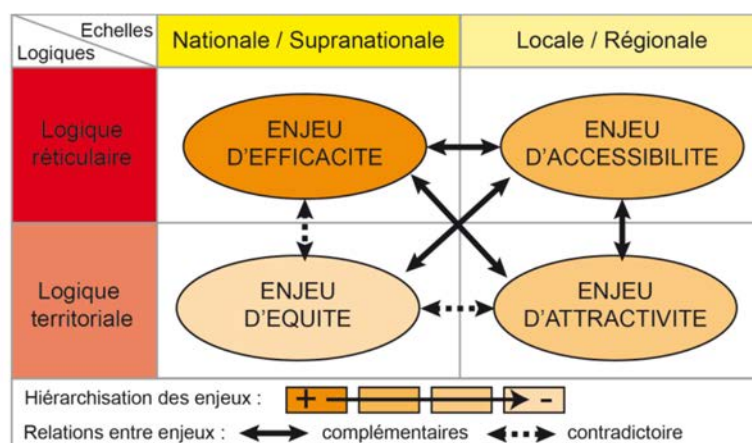 Echelles
Logiques
Nationale / Supranationale
Locale / Régionale
Logique
réticulaire
ENJEU
D'EFFICACITE
ENJEU
D'ACCESSIBILITE
Logique
territoriale
ENJEU
D'EQUITE
ENJEU
D'ATTRACTIVITE
Hiérarchisation des enjeux : + -
Relations entre enjeux : complémentaires contradictoire